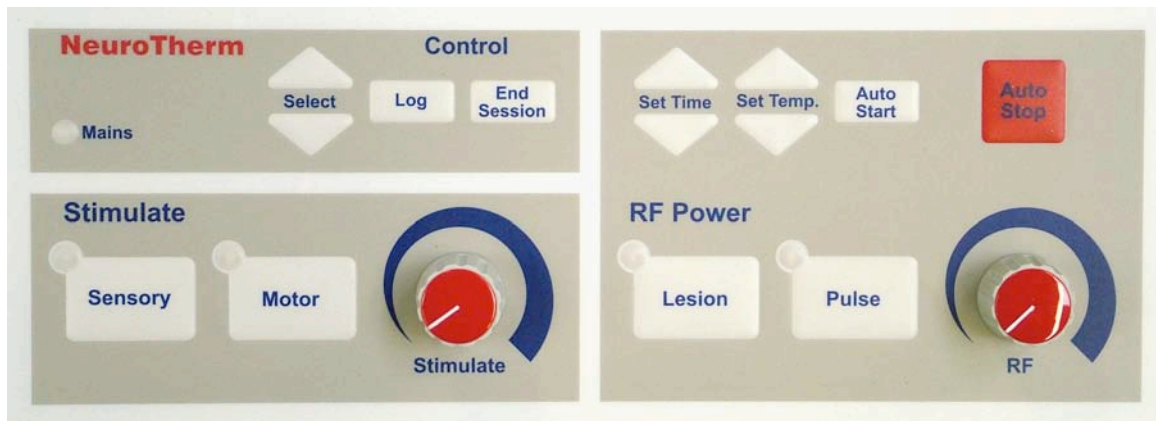 NeuroTherm
Control
Select
Log
End
Session
Mains
Set Time
Set Temp.
Auto
Start
Auto
Stop
Stimulate
Sensory
Motor
Stimulate
RF Power
Lesion
Pulse
RF